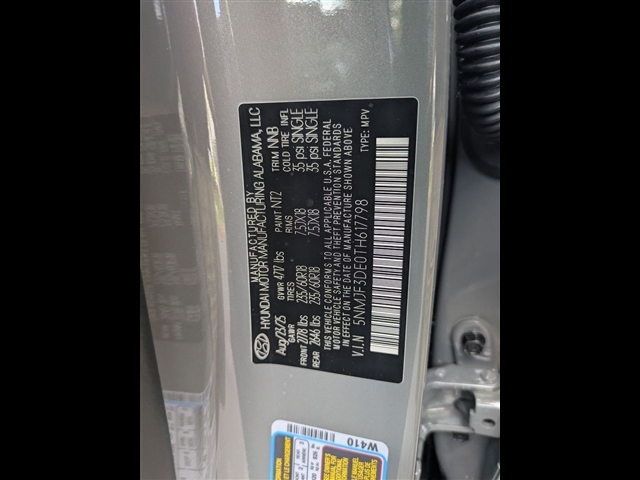 MANUFACTURED BY
HYUNDAI MOTOR MANUFACTURING ALABAMA, LLC
Aug/23/25 PAINT NT2 TRIM NNB
GVWR 4717 lbs
GAWR TIRES RIMS COLD TIRE INFL
FRONT 2778 lbs 235/60R18 7.5JX18 35 psi SINGLE
REAR 2646 lbs 235/60R18 7.5JX18 35 psi SINGLE
THIS VEHICLE CONFORMS TO ALL APPLICABLE U.S.A. FEDERAL
MOTOR VEHICLE SAFETY AND THEFT PREVENTION STANDARDS
IN EFFECT ON THE DATE OF MANUFACTURE SHOWN ABOVE
V.I.N 5NMJF3DE0TH617798 TYPE: MPV
W410